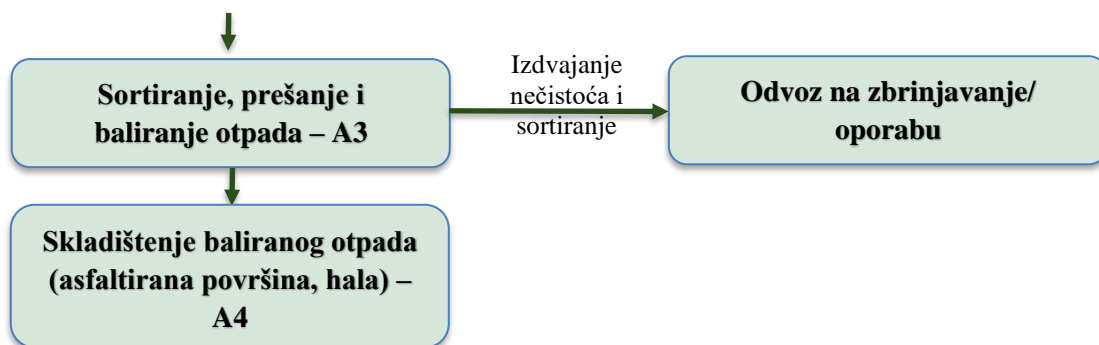 Sortiranje, prešanje i
baliranje otpada – A3
Izdvajanje
nečistoća i
sortiranje
Odvoz na zbrinjavanje/
oporabu
Skladištenje baliranog otpada
(asfaltirana površina, hala) –
A4